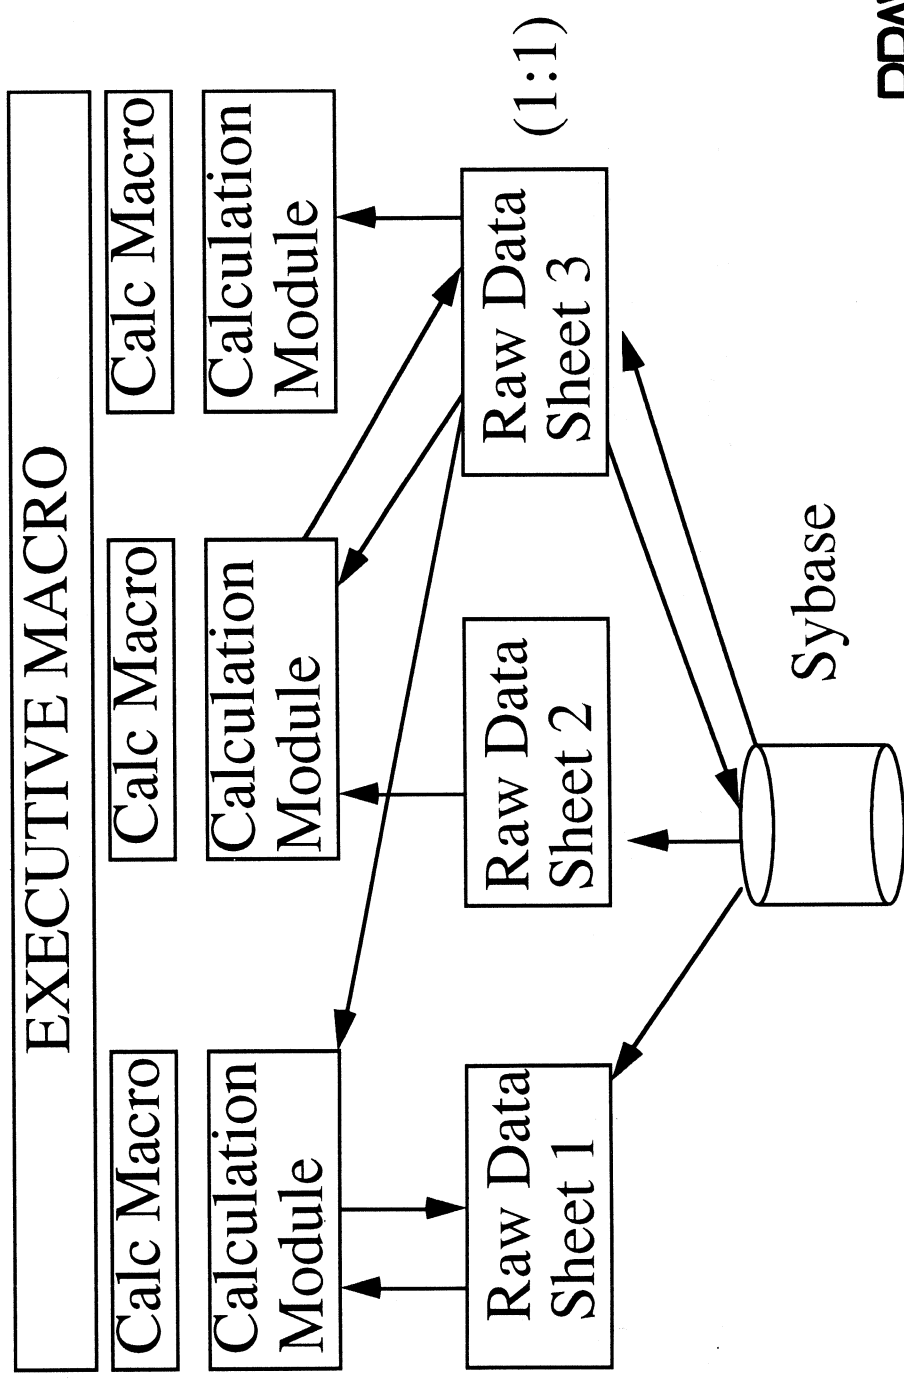 EXECUTIVE MACRO
Calc Macro
Calc Macro
Calc Macro
Calculation
Module
Calculation
Module
Calculation
Module
Raw Data
Sheet 1
Raw Data
Sheet 2
Raw Data
Sheet 3
(1:1)
Sybase